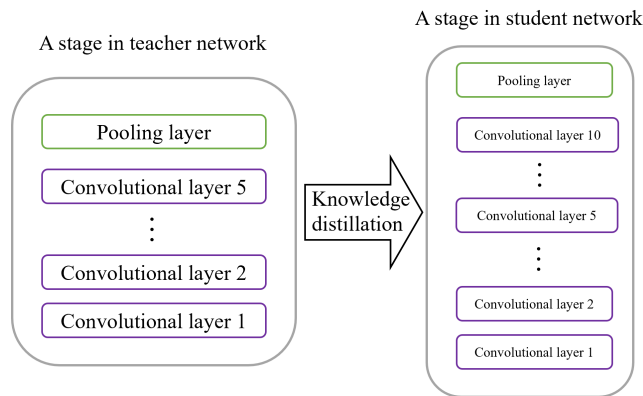 A stage in teacher network
Pooling layer
Convolutional layer 5
Convolutional layer 2
Convolutional layer 1
Knowledge
distillation
A stage in student network
Pooling layer
Convolutional layer 10
Convolutional layer 5
Convolutional layer 2
Convolutional layer 1